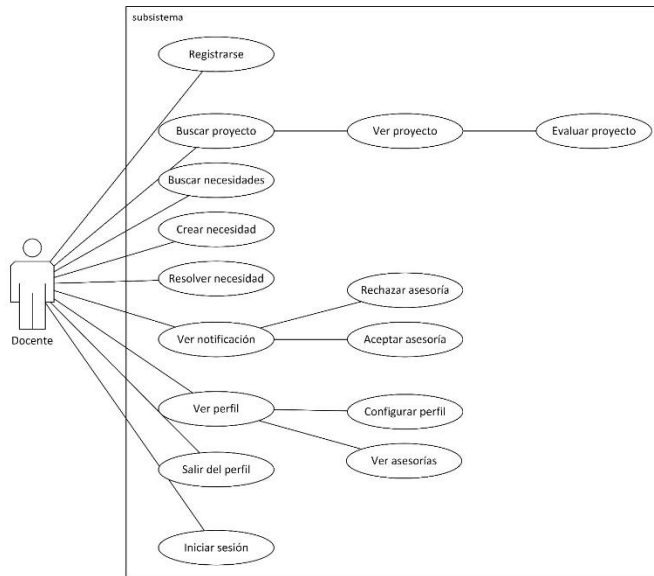 subsistema
Registrarse
Buscar proyecto
Ver proyecto
Evaluar proyecto
Buscar necesidades
Crear necesidad
Resolver necesidad
Rechazar asesoría
Docente
Ver notificación
Aceptar asesoría
Ver perfil
Configurar perfil
Ver asesorías
Salir del perfil
Iniciar sesión